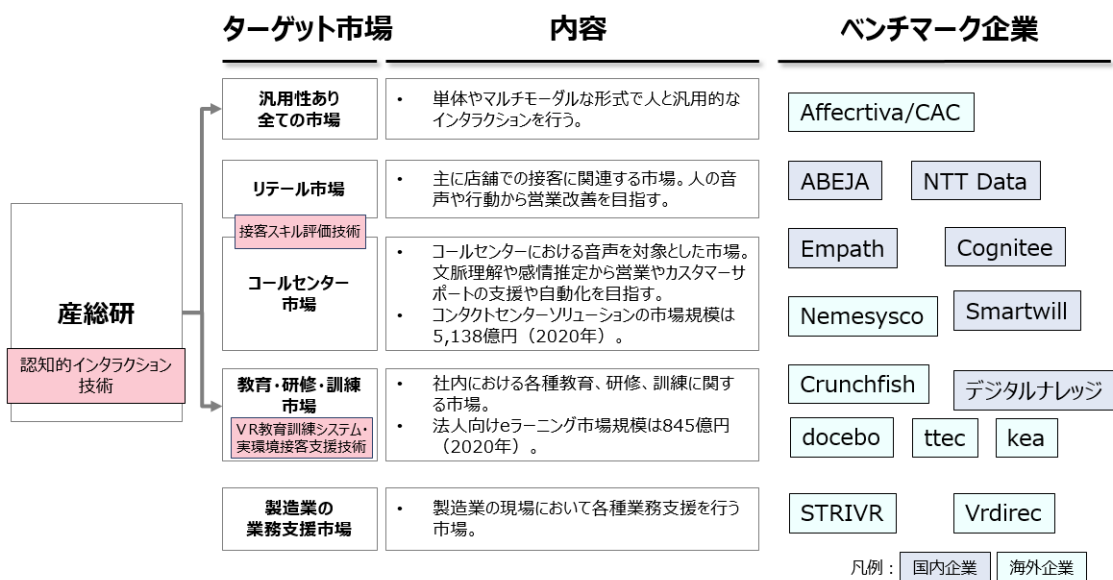 ターゲット市場
内容
ベンチマーク企業
産総研
認知的インタラクション
技術
汎用性あり
全ての市場
• 単体やマルチモーダルな形式で人と汎用的な
インタラクションを行う。
Affecrtiva/CAC
リテール市場
• 主に店舗での接客に関連する市場。人の音
声や行動から営業改善を目指す。
ABEJA
NTT Data
接客スキル評価技術
コールセンター
市場
• コールセンターにおける音声を対象とした市場。
文脈理解や感情推定から営業やカスタマーサ
ポートの支援や自動化を目指す。
• コンタクトセンターソリューションの市場規模は
5,138億円（2020年）。
Empath
Cognitee
Nemesysco
Smartwill
教育・研修・訓練
市場
ＶＲ教育訓練システム・
実環境接客支援技術
• 社内における各種教育、研修、訓練に関す
る市場。
• 法人向けeラーニング市場規模は845億円
（2020年）。
Crunchfish
デジタルナレッジ
docebo
ttec
kea
製造業の
業務支援市場
• 製造業の現場において各種業務支援を行う
市場。
STRIVR
Vrdirec
凡例：
国内企業
海外企業